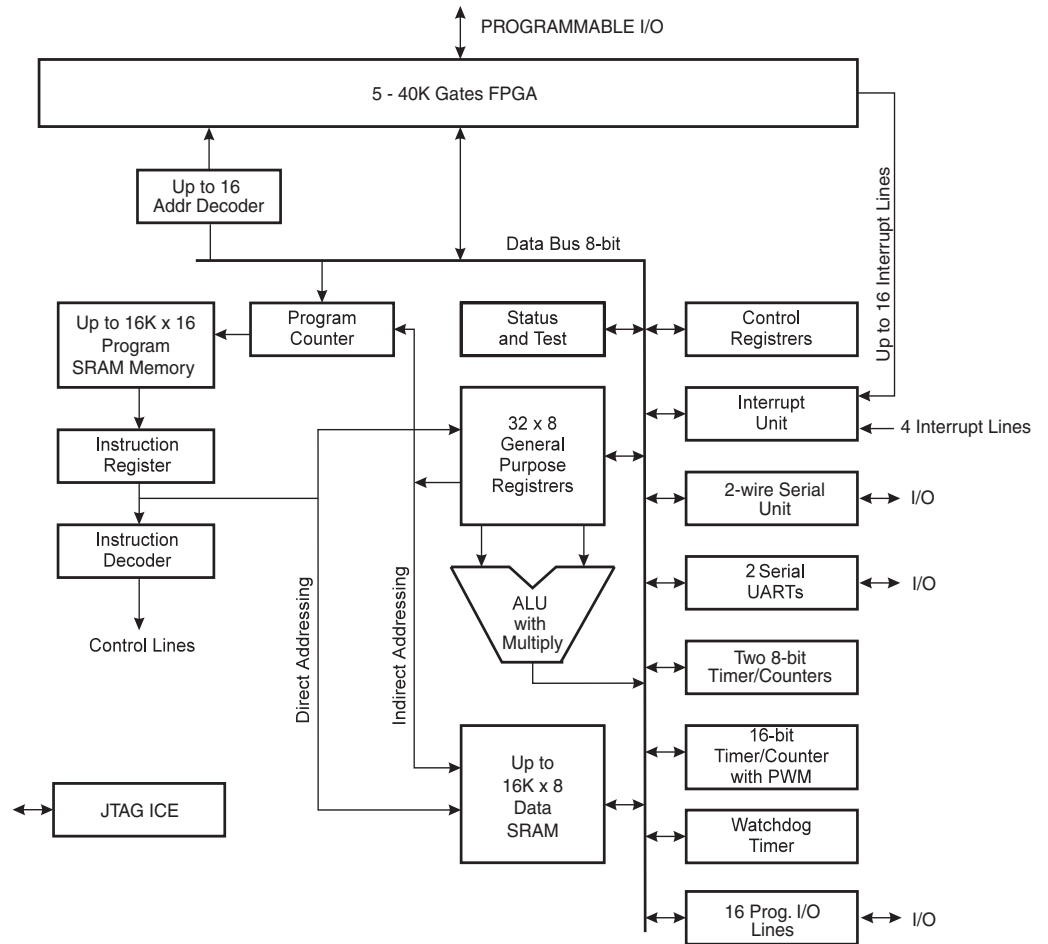 PROGRAMMABLE I/O
5 - 40K Gates FPGA
Up to 16
Addr Decoder
Up to 16 Interrupt Lines
Data Bus 8-bit
Up to 16K x 16
Program
SRAM Memory
Program
Counter
Status
and Test
Control
Registrers
Interrupt
Unit
4 Interrupt Lines
Instruction
Register
32 x 8
General
Purpose
Registrers
2-wire Serial
Unit
I/O
Instruction
Decoder
Control Lines
Direct Addressing
Indirect Addressing
ALU
with
Multiply
2 Serial
UARTs
I/O
Two 8-bit
Timer/Counters
16-bit
Timer/Counter
with PWM
Up to
16K x 8
Data
SRAM
JTAG ICE
Watchdog
Timer
16 Prog. I/O
Lines
I/O